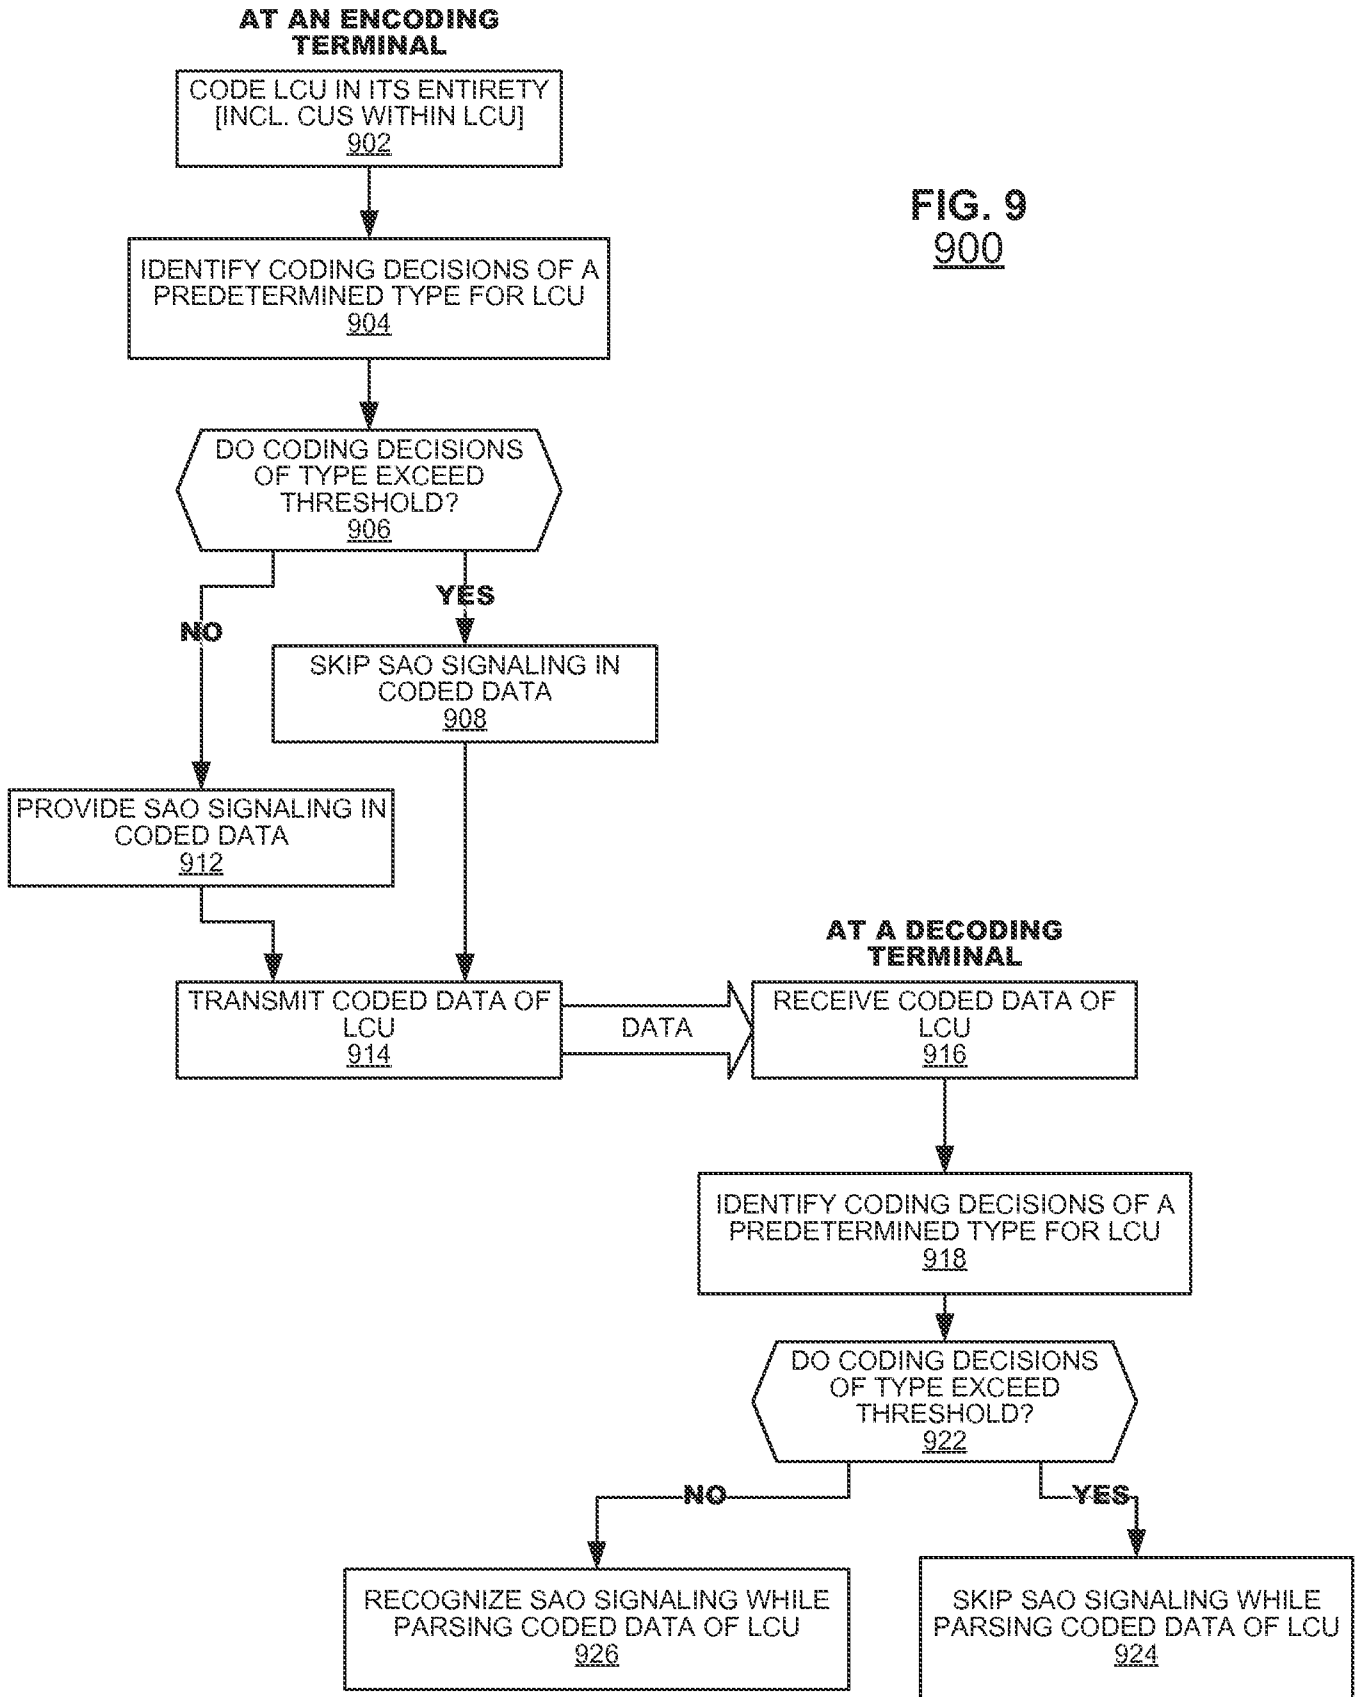 AT AN ENCODING
TERMINAL
CODE LCU IN ITS ENTIRETY
[INCL. CUS WITHIN LCU]
902
FIG. 9
900
IDENTIFY CODING DECISIONS OF A
PREDETERMINED TYPE FOR LCU
904
DO CODING DECISIONS
OF TYPE EXCEED
THRESHOLD?
906
YES
NO
SKIP SAO SIGNALING IN
CODED DATA
908
PROVIDE SAO SIGNALING IN
CODED DATA
912
AT A DECODING
TERMINAL
TRANSMIT CODED DATA OF
LCU
914
DATA
RECEIVE CODED DATA OF
LCU
916
IDENTIFY CODING DECISIONS OF A
PREDETERMINED TYPE FOR LCU
918
DO CODING DECISIONS
OF TYPE EXCEED
THRESHOLD?
922
NO
YES
RECOGNIZE SAO SIGNALING WHILE
PARSING CODED DATA OF LCU
926
SKIP SAO SIGNALING WHILE
PARSING CODED DATA OF LCU
924